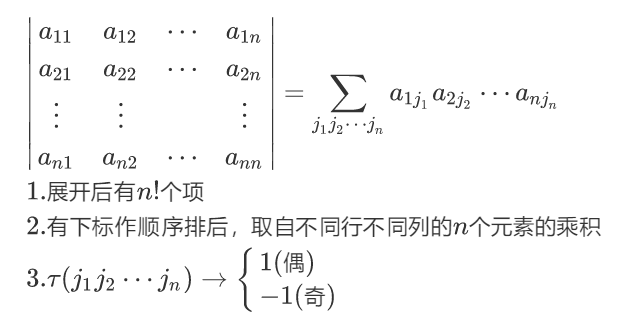 $$\begin{vmatrix} a_{11} & a_{12} & \cdots & a_{1n} \\ a_{21} & a_{22} & \cdots & a_{2n} \\ \vdots & \vdots & & \vdots \\ a_{n1} & a_{n2} & \cdots & a_{nn} \end{vmatrix} = \sum_{j_1 j_2 \cdots j_n} a_{1j_1} a_{2j_2} \cdots a_{nj_n}$$
1.展开后有$n!$个项
2.有下标作顺序排后，取自不同行不同列的$n$个元素的乘积
3.$\tau(j_1 j_2 \cdots j_n) \rightarrow \begin{cases} 1(偶) \\ -1(奇) \end{cases}$